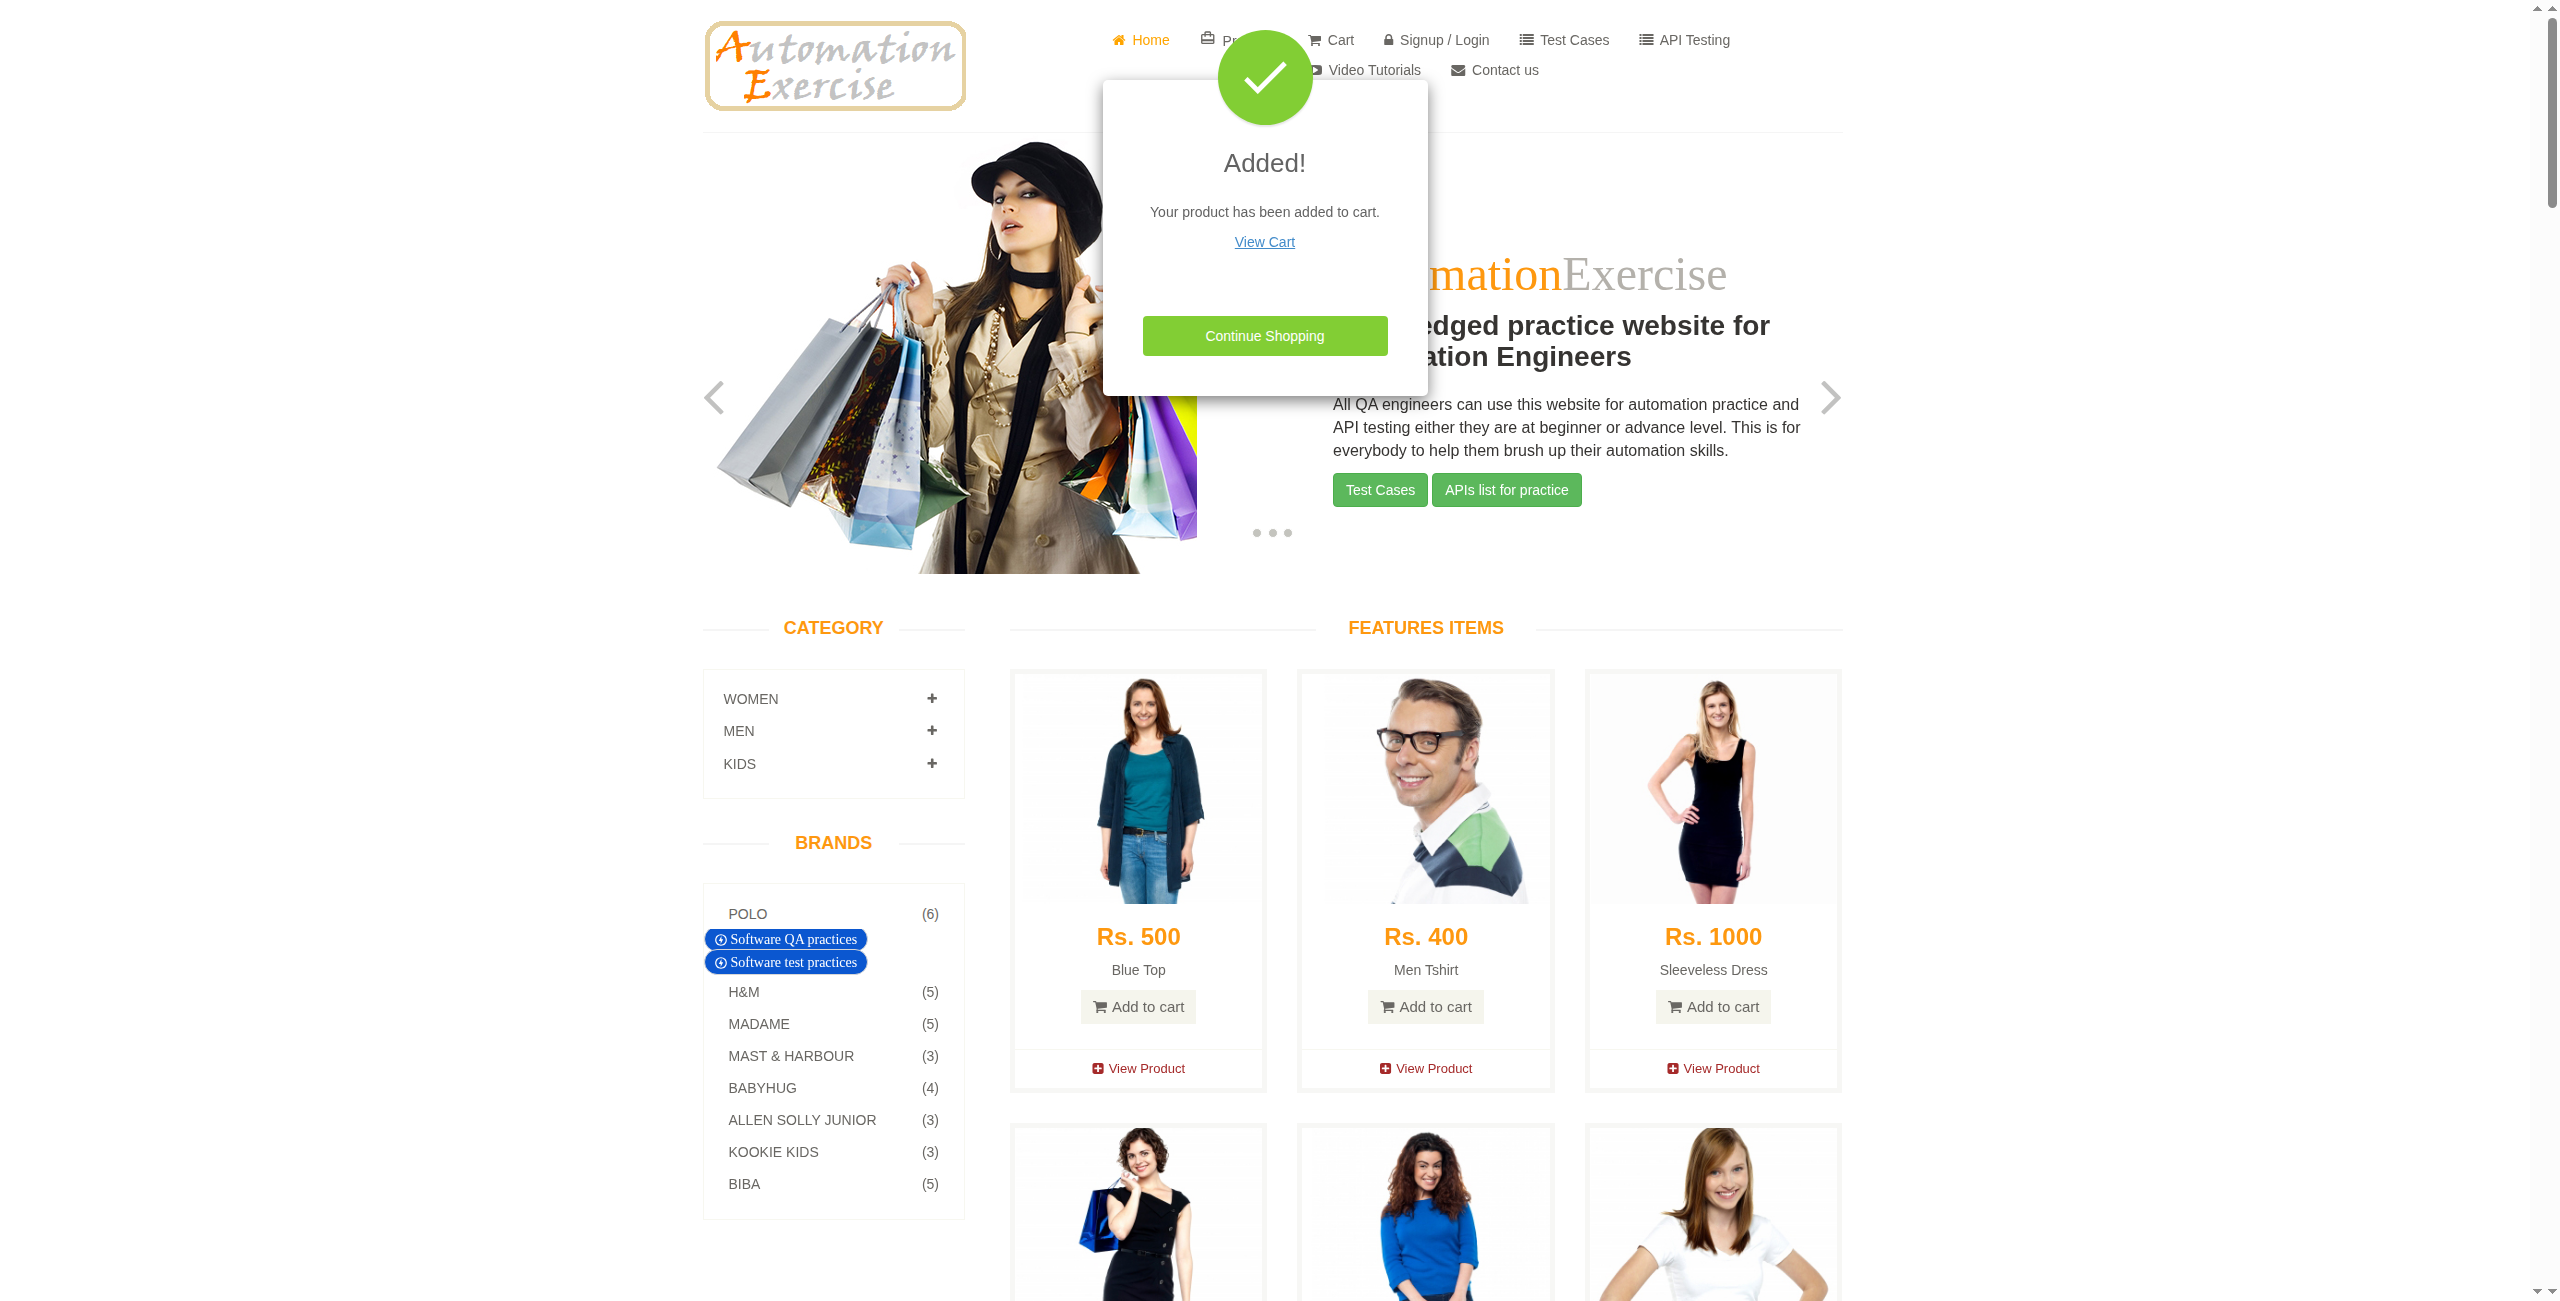 Automation
Exercise
Home
Cart
Signup / Login
Test Cases
API Testing
Video Tutorials
Contact us
Added!
Your product has been added to cart.
View Cart
Continue Shopping
mationExercise
edged practice website for
ation Engineers
All QA engineers can use this website for automation practice and
API testing either they are at beginner or advance level. This is for
everybody to help them brush up their automation skills.
Test Cases APIs list for practice
CATEGORY
WOMEN
MEN
KIDS
BRANDS
POLO (6)
Software QA practices
Software test practices
H&M (5)
MADAME (5)
MAST & HARBOUR (3)
BABYHUG (4)
ALLEN SOLLY JUNIOR (3)
KOOKIE KIDS (3)
BIBA (5)
FEATURES ITEMS
Rs. 500
Blue Top
Add to cart
View Product
Rs. 400
Men Tshirt
Add to cart
View Product
Rs. 1000
Sleeveless Dress
Add to cart
View Product